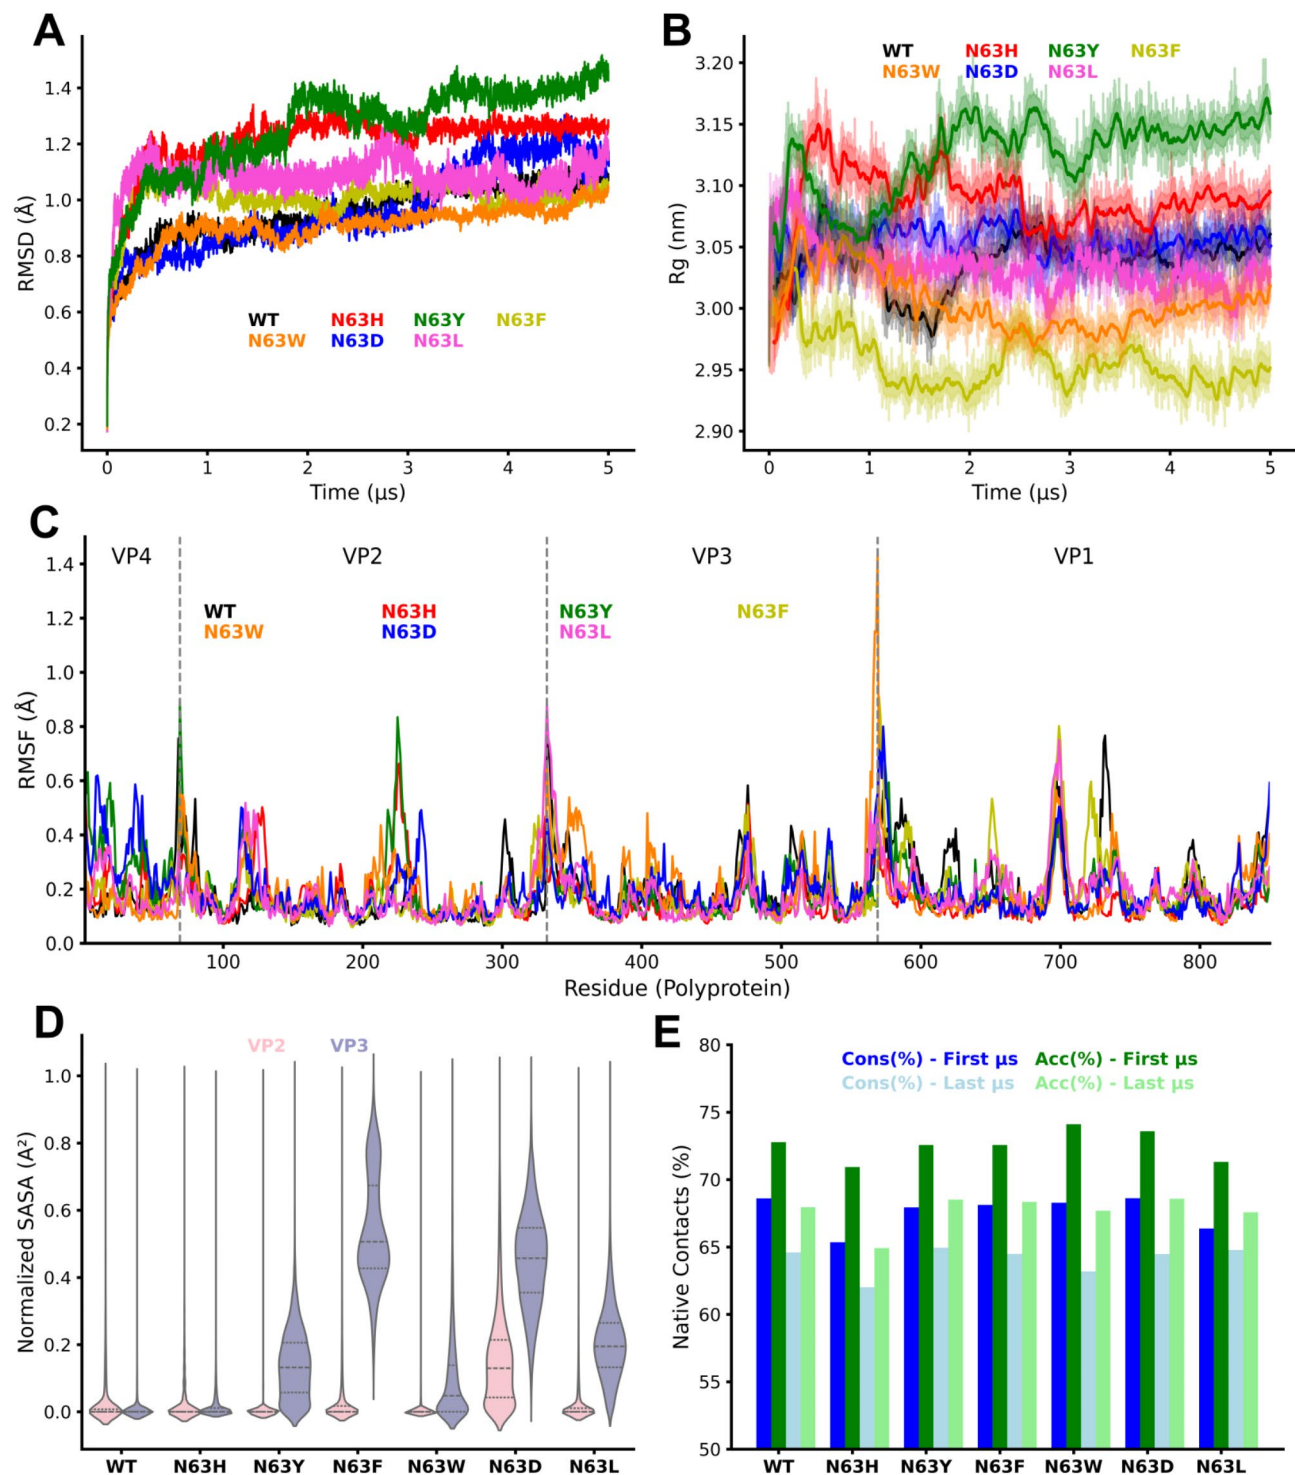 A
RMSD (Å)
1.4
1.2
1.0
0.8
0.6
0.4
0.2
WT N63H N63Y N63F
N63W N63D N63L
0 1 2 3 4 5
Time (μs)
B
Rg (nm)
3.20
3.15
3.10
3.05
3.00
2.95
2.90
WT N63H N63Y N63F
N63W N63D N63L
0 1 2 3 4 5
Time (μs)
C
RMSF (Å)
1.4
1.2
1.0
0.8
0.6
0.4
0.2
0.0
VP4 VP2 VP3 VP1
WT N63H N63Y N63F
N63W N63D N63L
100 200 300 400 500 600 700 800
Residue (Polyprotein)
D
Normalized SASA (A²)
1.0
0.8
0.6
0.4
0.2
0.0
VP2 VP3
WT N63H N63Y N63F N63W N63D N63L
E
Native Contacts (%)
80
75
70
65
60
55
50
Cons(%) - First μs Acc(%) - First μs
Cons(%) - Last μs Acc(%) - Last μs
WT N63H N63Y N63F N63W N63D N63L